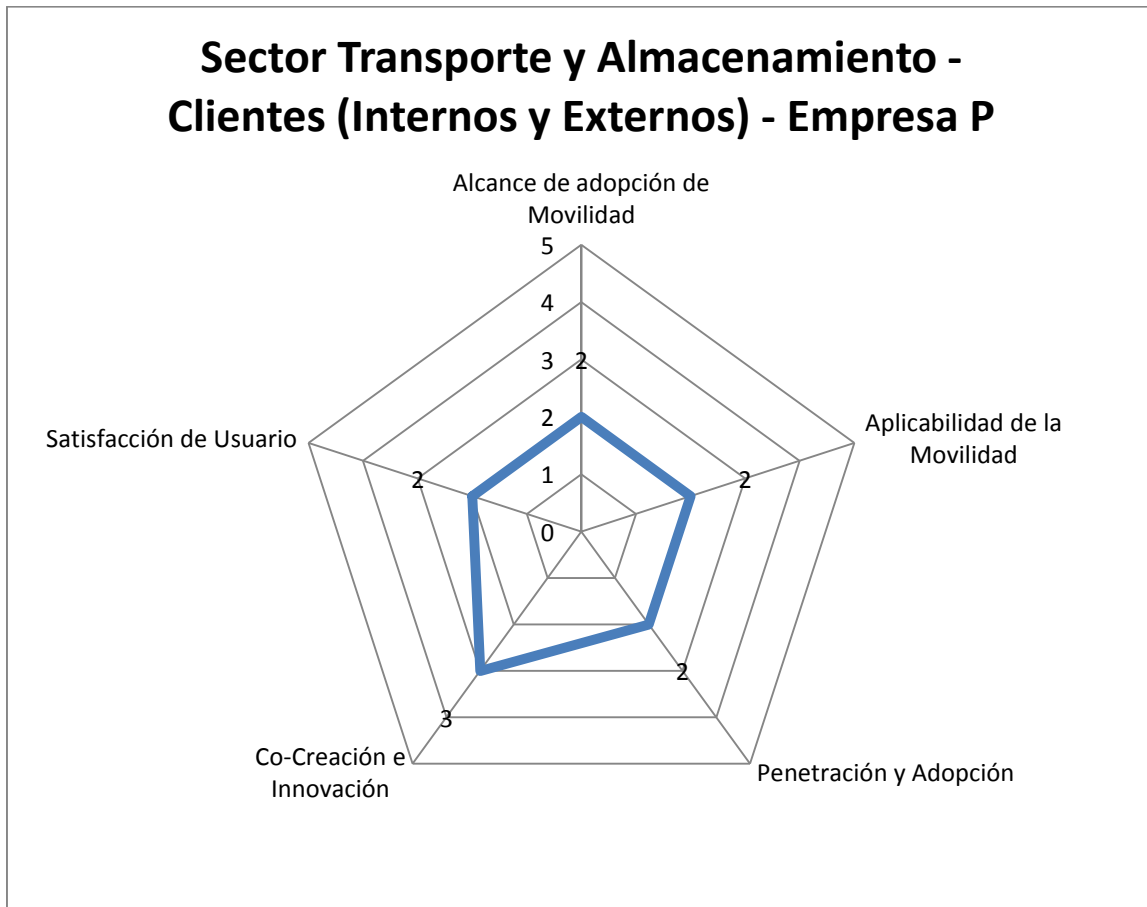 Sector Transporte y Almacenamiento -
Clientes (Internos y Externos) - Empresa P
Alcance de adopción de
Movilidad
5
4
3
2
2
1
0
Aplicabilidad de la
Movilidad
2
Penetración y Adopción
2
Co-Creación e
Innovación
3
Satisfacción de Usuario
2